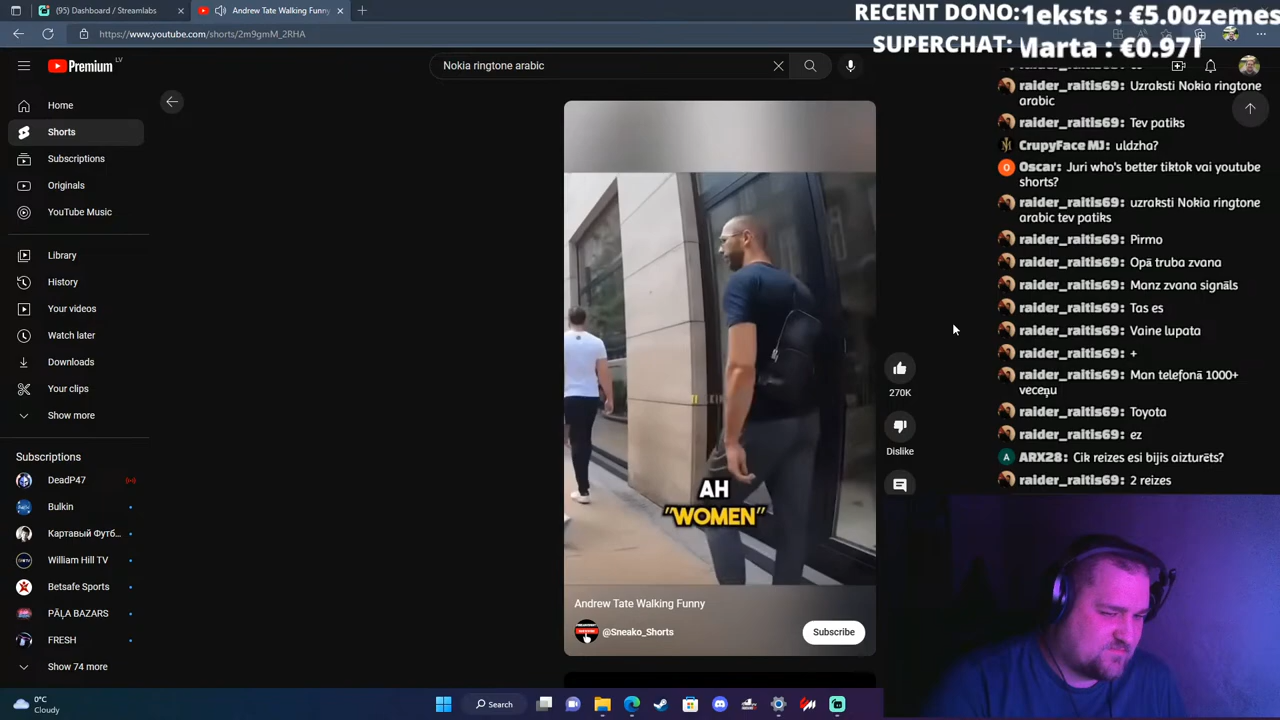 (95) Dashboard | Streamlabs
Andrew Tate Walking Funny
https://www.youtube.com/shorts/2m9gmM_2RHA
RECENT DONO: 1eksts : €5.00zemes
SUPERCHAT: Marta : €0.97!
Premium LV
Nokia ringtone arabic
Home
Shorts
Subscriptions
Originals
YouTube Music
Library
History
Your videos
Watch later
Downloads
Your clips
Show more
Subscriptions
DeadP47
Bulkin
Картавый Футб...
William Hill TV
Betsafe Sports
PĀĻA BAZARS
FRESH
Show 74 more
AH
"WOMEN"
Andrew Tate Walking Funny
@Sneako_Shorts
Subscribe
270K
Dislike
raider_raitis69: Uzraksti Nokia ringtone
arabic
raider_raitis69: Tev patiks
CrupyFace MJ: uldzha?
Oscar: Juri who's better tiktok vai youtube
shorts?
raider_raitis69: uzraksti Nokia ringtone
arabic tev patiks
raider_raitis69: Pirmo
raider_raitis69: Opā truba zvana
raider_raitis69: Manz zvana signāls
raider_raitis69: Tas es
raider_raitis69: Vaine lupata
raider_raitis69: +
raider_raitis69: Man telefonā 1000+
veceņu
raider_raitis69: Toyota
raider_raitis69: ez
A ARX28: Cik reizes esi bijis aizturēts?
raider_raitis69: 2 reizes
0°C
Cloudy
Search